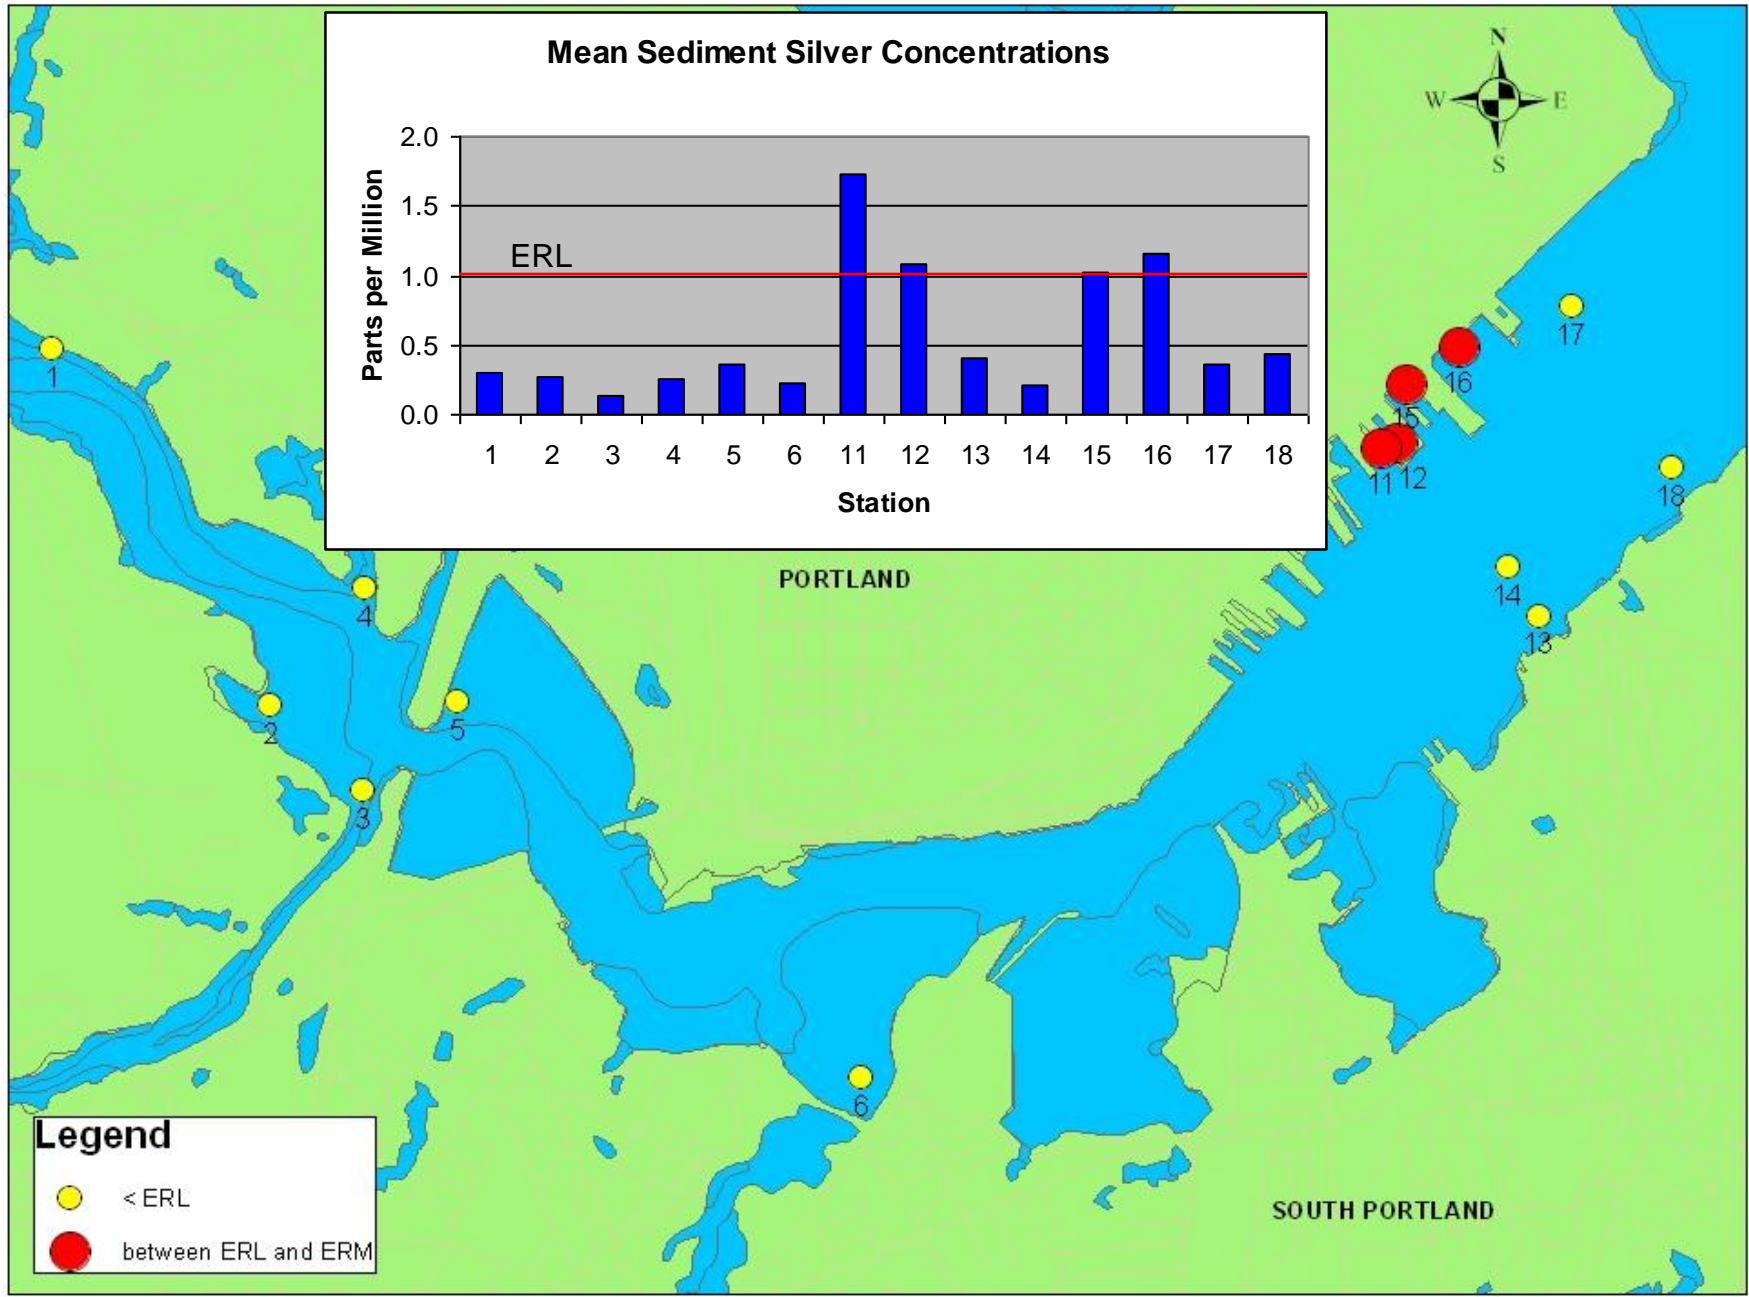 Mean Sediment Silver Concentrations
Parts per Million
2.0
1.5
1.0
0.5
0.0
ERL
1 2 3 4 5 6 11 12 13 14 15 16 17 18
Station
N
W E
S
1
17
16
15
11 12
18
4
14
13
2
5
3
6
PORTLAND
SOUTH PORTLAND
Legend
< ERL
between ERL and ERM